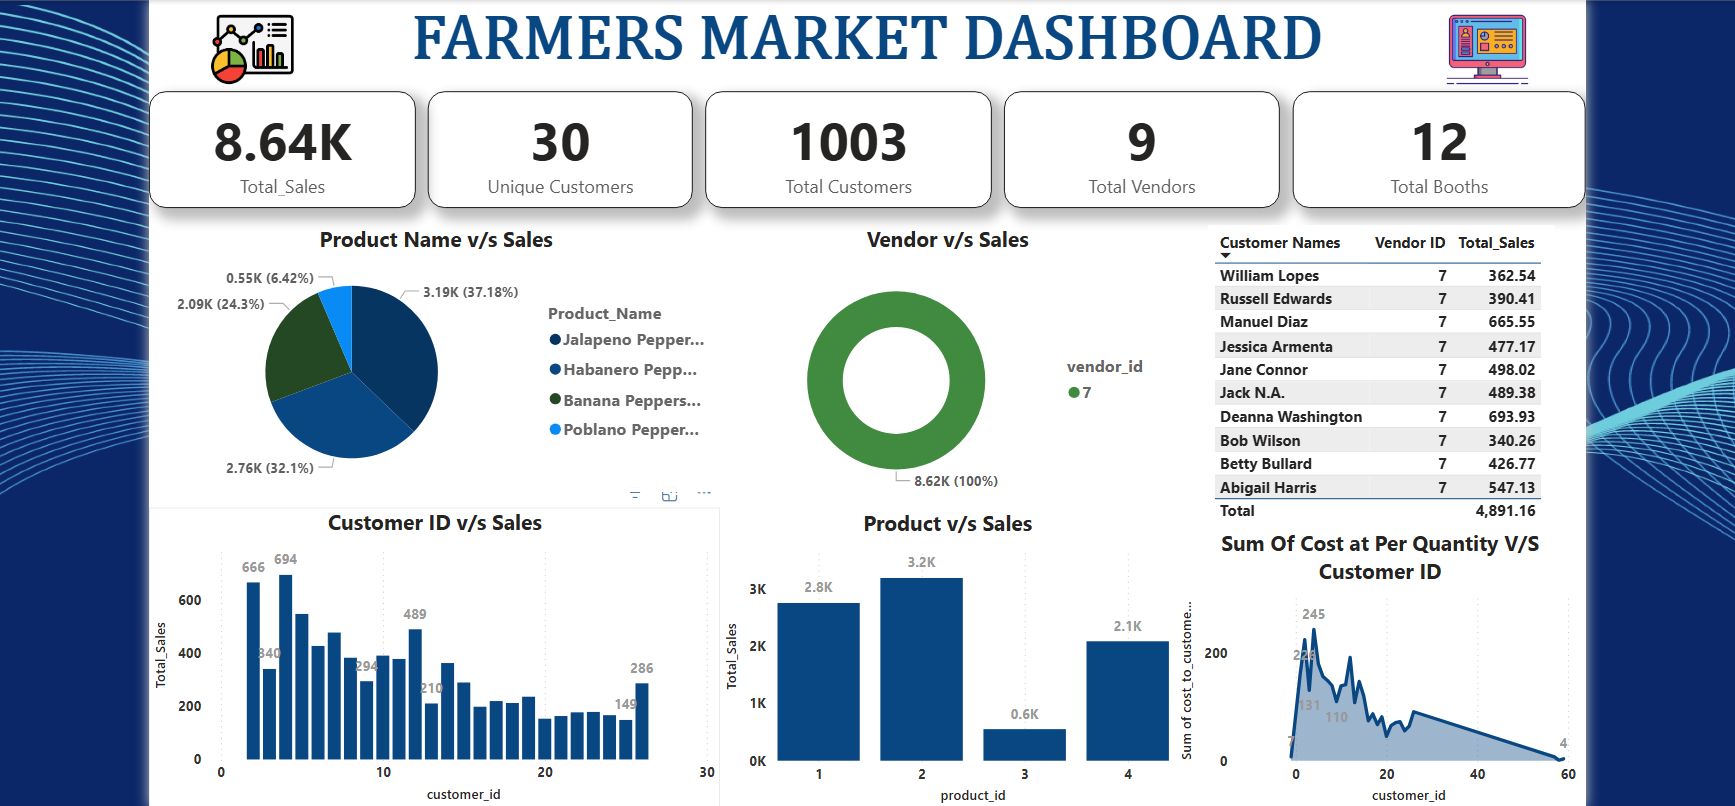 FARMERS MARKET DASHBOARD
8.64K
Total_Sales
30
Unique Customers
1003
Total Customers
9
Total Vendors
12
Total Booths
Product Name v/s Sales
0.55K (6.42%)
2.09K (24.3%)
3.19K (37.18%)
2.76K (32.1%)
Product_Name
Jalapeno Pepper...
Habanero Pepp...
Banana Peppers...
Poblano Pepper...
Vendor v/s Sales
8.62K (100%)
vendor_id
7
Customer Names Vendor ID Total_Sales
William Lopes 7 362.54
Russell Edwards 7 390.41
Manuel Diaz 7 665.55
Jessica Armenta 7 477.17
Jane Connor 7 498.02
Jack N.A. 7 489.38
Deanna Washington 7 693.93
Bob Wilson 7 340.26
Betty Bullard 7 426.77
Abigail Harris 7 547.13
Total 4,891.16
Customer ID v/s Sales
Total_Sales
600
400
200
0
666
340
694
294
489
210
149
286
0 10 20 30
customer_id
Product v/s Sales
Total_Sales
3K
2K
1K
0K
2.8K
3.2K
0.6K
2.1K
1 2 3 4
product_id
Sum Of Cost at Per Quantity V/S
Customer ID
Sum of cost_to_custome...
200
0
245
226
131
110
7
4
0 20 40 60
customer_id